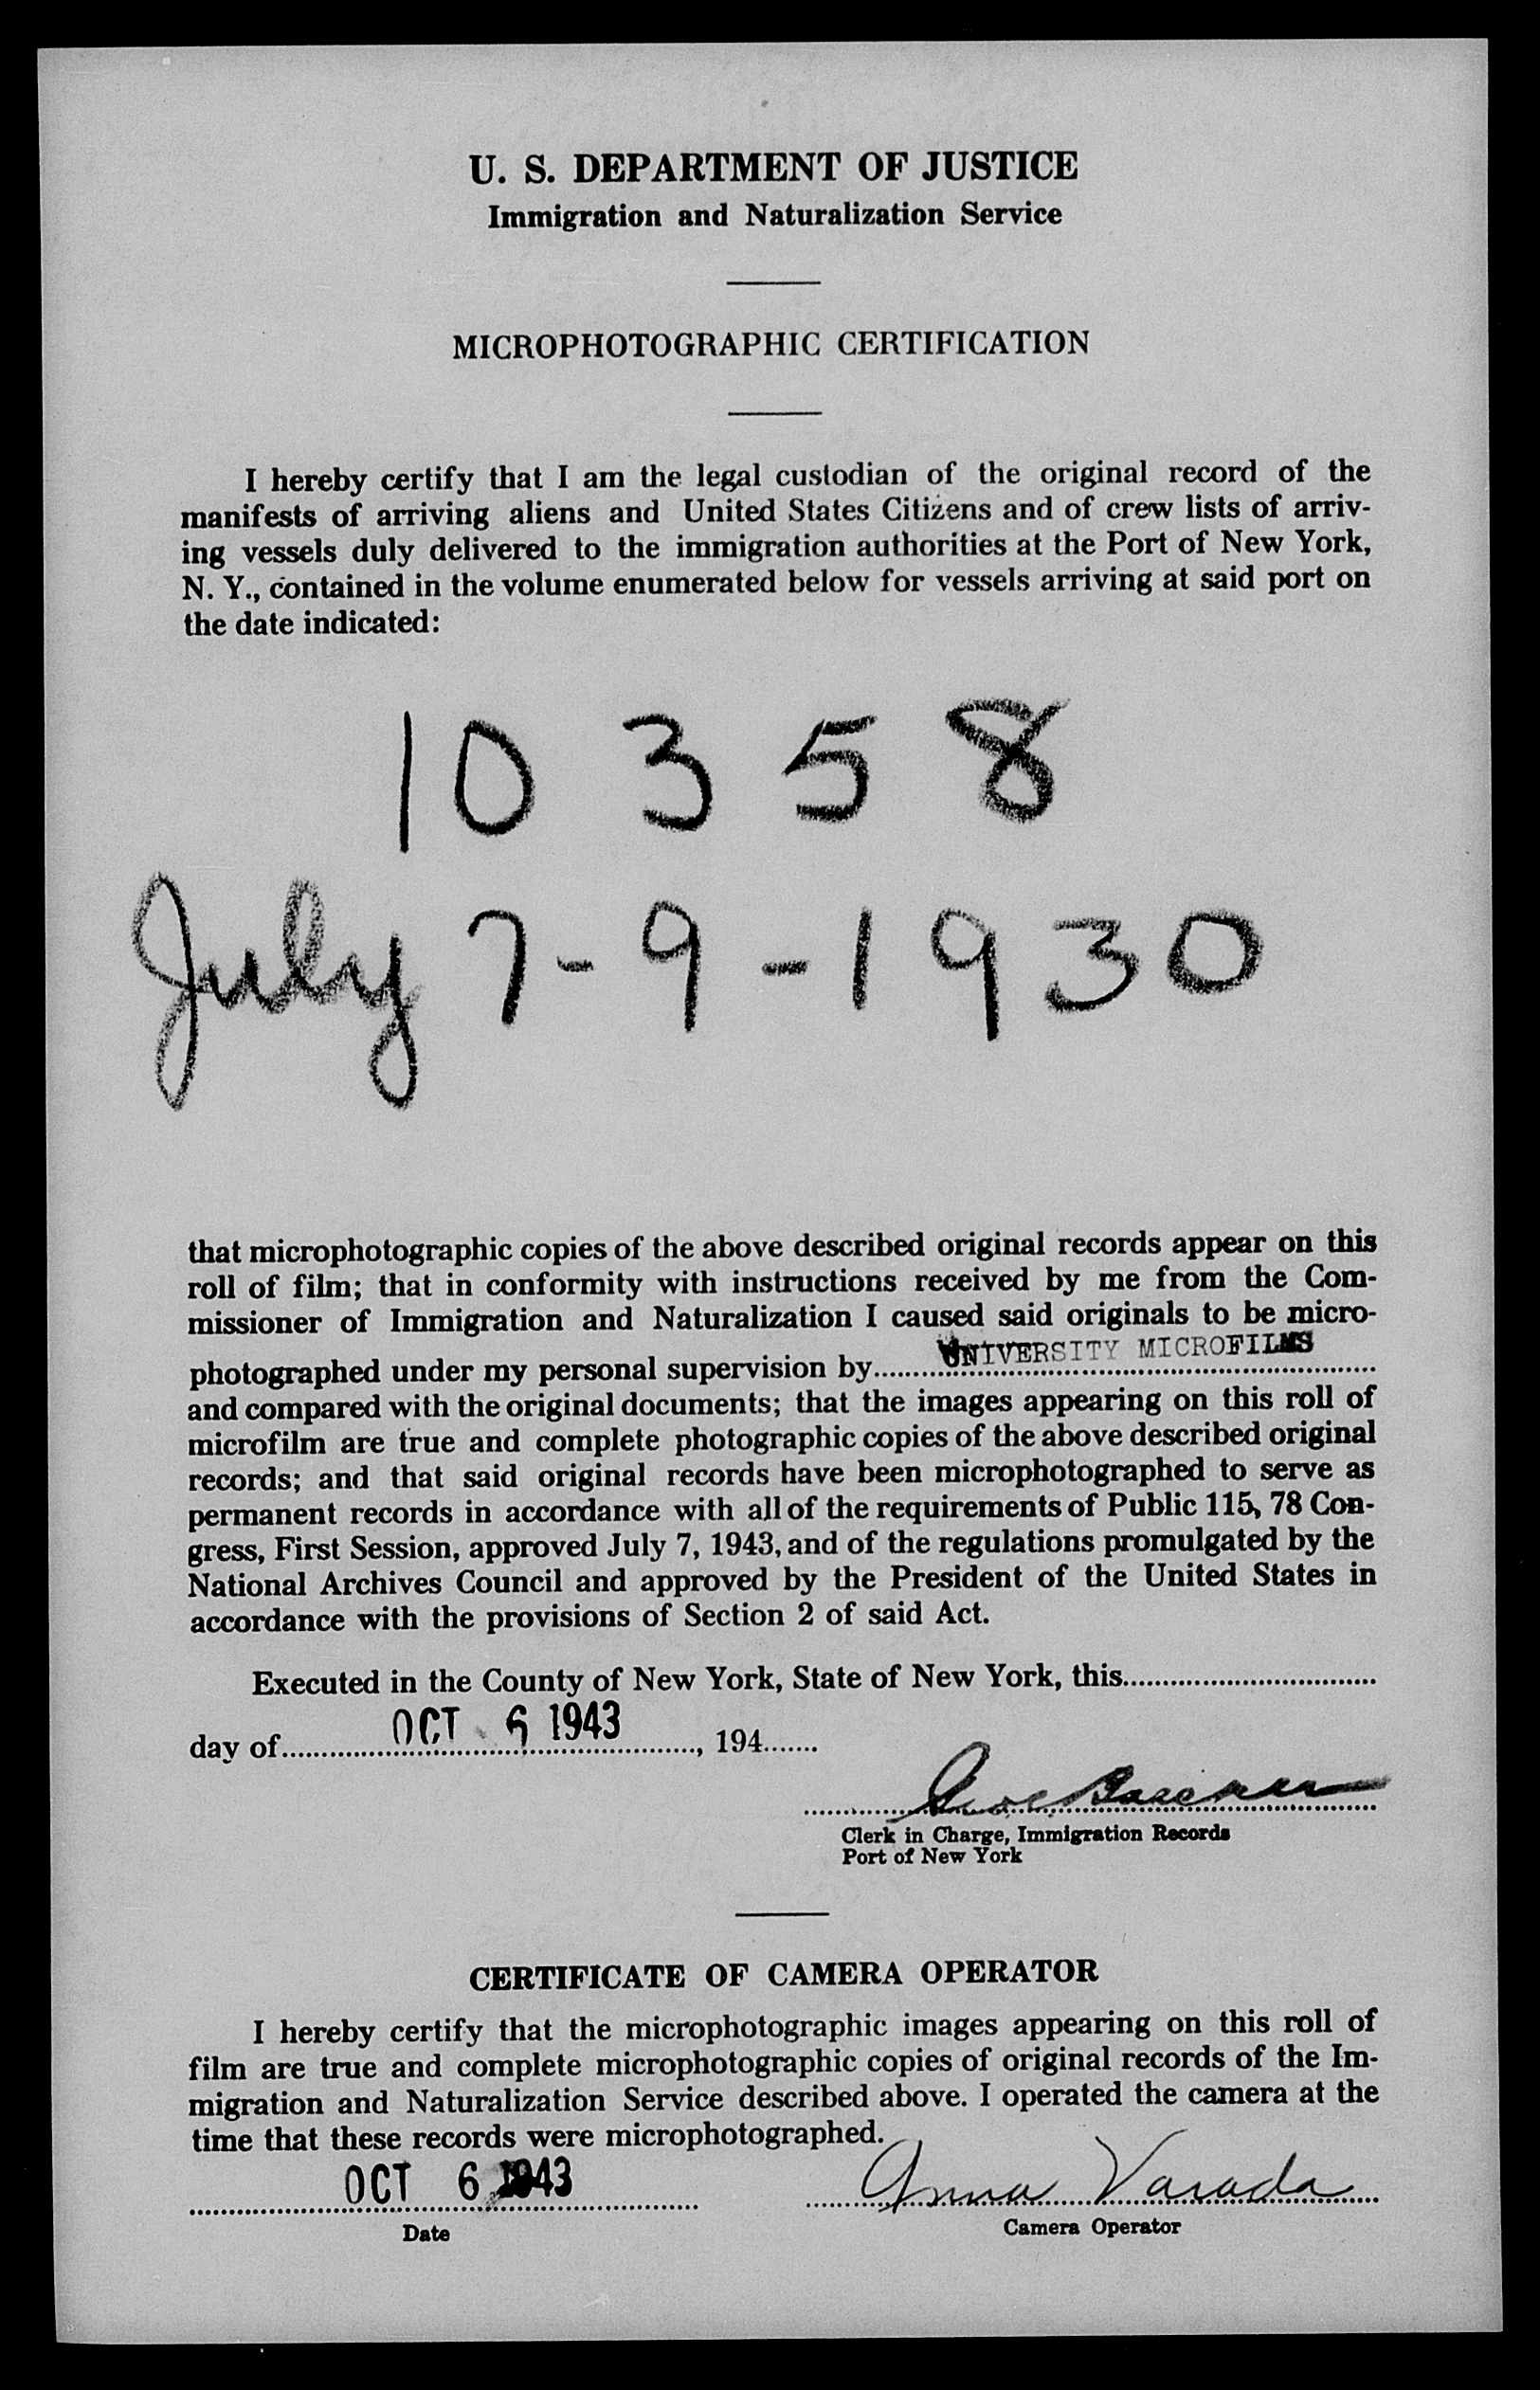 U. S. DEPARTMENT OF JUSTICE
Immigration and Naturalization Service
MICROPHOTOGRAPHIC CERTIFICATION
I hereby certify that I am the legal custodian of the original record of the
manifests of arriving aliens and United States Citizens and of crew lists of arriv-
ing vessels duly delivered to the immigration authorities at the Port of New York,
N. Y., contained in the volume enumerated below for vessels arriving at said port on
the date indicated:
10358
July 7-9-1930
that microphotographic copies of the above described original records appear on this
roll of film; that in conformity with instructions received by me from the Com-
missioner of Immigration and Naturalization I caused said originals to be micro-
photographed under my personal supervision by UNIVERSITY MICROFILMS
and compared with the original documents; that the images appearing on this roll of
microfilm are true and complete photographic copies of the above described original
records; and that said original records have been microphotographed to serve as
permanent records in accordance with all of the requirements of Public 115, 78 Con-
gress, First Session, approved July 7, 1943, and of the regulations promulgated by the
National Archives Council and approved by the President of the United States in
accordance with the provisions of Section 2 of said Act.
Executed in the County of New York, State of New York, this
day of OCT 6 1943, 194
Clerk in Charge, Immigration Records
Port of New York
CERTIFICATE OF CAMERA OPERATOR
I hereby certify that the microphotographic images appearing on this roll of
film are true and complete microphotographic copies of original records of the Im-
migration and Naturalization Service described above. I operated the camera at the
time that these records were microphotographed.
OCT 6 1943 Anna Varada
Date Camera Operator